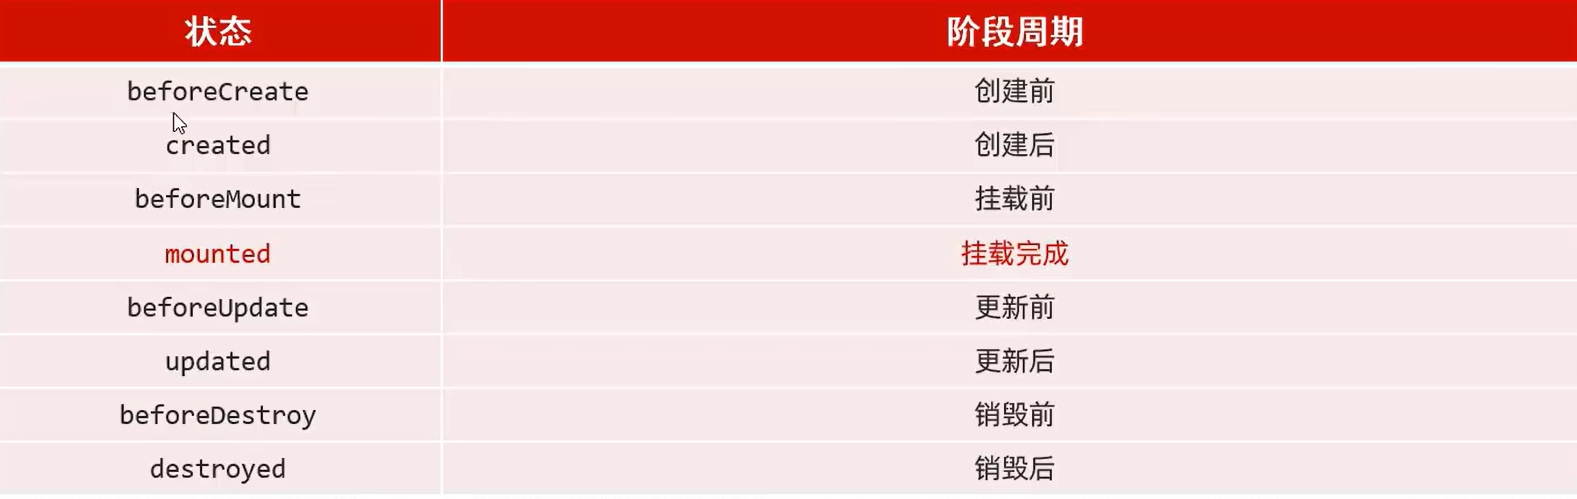 状态 阶段周期
beforeCreate 创建前
created 创建后
beforeMount 挂载前
mounted 挂载完成
beforeUpdate 更新前
updated 更新后
beforeDestroy 销毁前
destroyed 销毁后